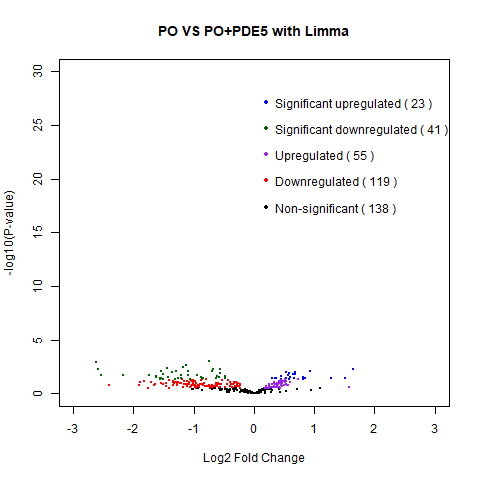 PO VS PO+PDE5 with Limma
30
25
20
15
10
5
0
-log10(P-value)
Significant upregulated ( 23 )
Significant downregulated ( 41 )
Upregulated ( 55 )
Downregulated ( 119 )
Non-significant ( 138 )
-3 -2 -1 0 1 2 3
Log2 Fold Change